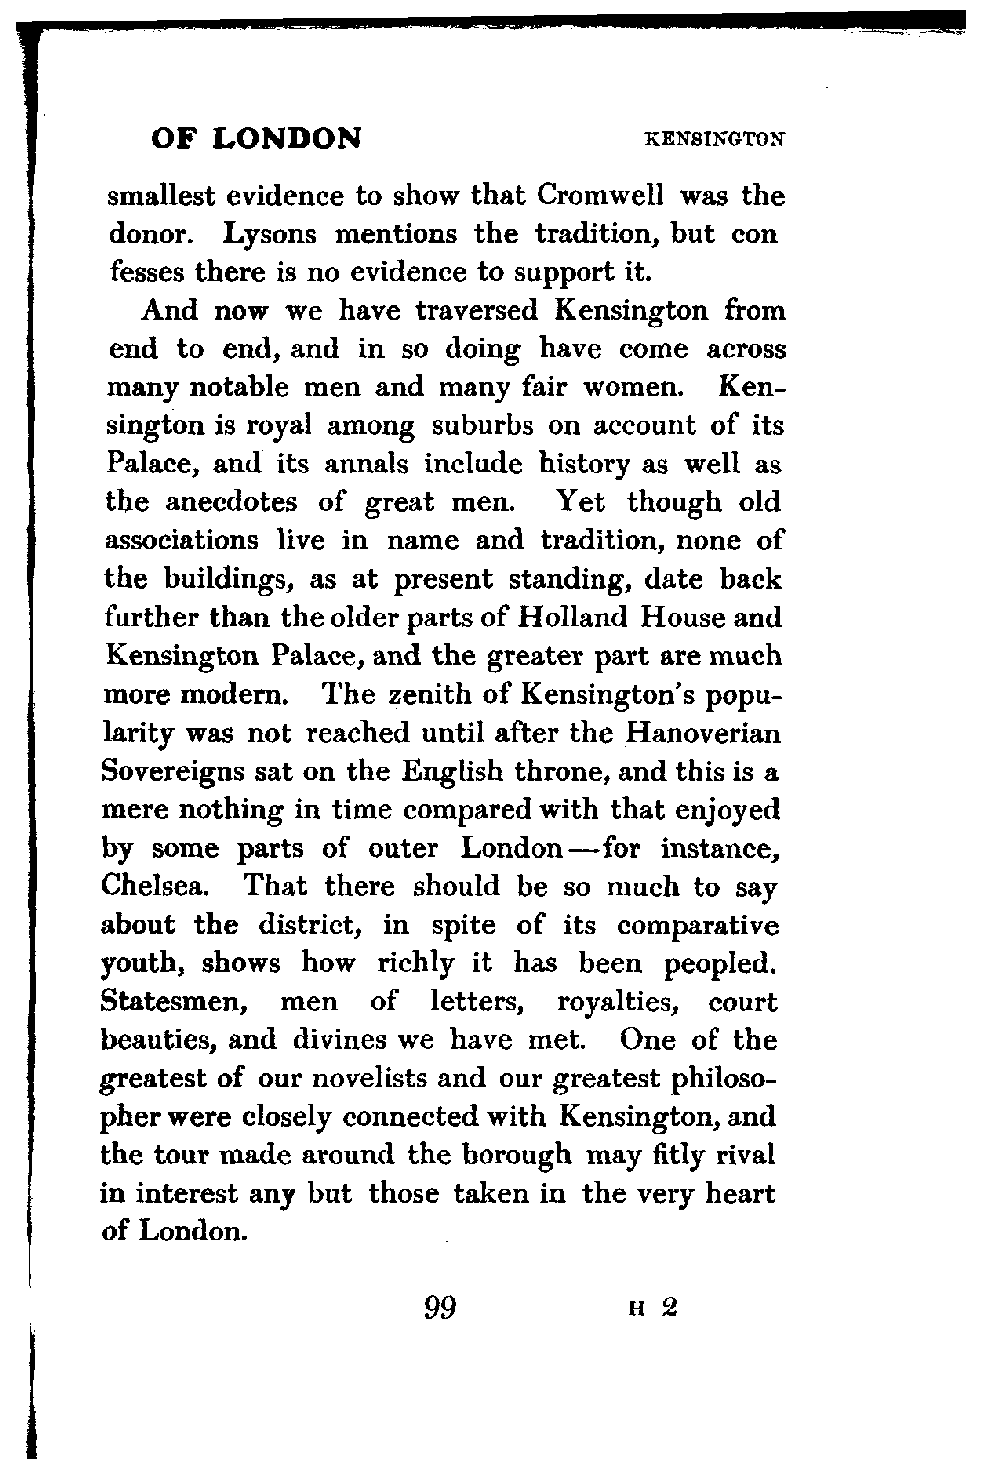 OF LONDON KENSINGTON
smallest evidence to show that Cromwell was the
donor. Lysons mentions the tradition, but con
fesses there is no evidence to support it.
And now we have traversed Kensington from
end to end, and in so doing have come across
many notable men and many fair women. Ken-
sington is royal among suburbs on account of its
Palace, and its annals include history as well as
the anecdotes of great men. Yet though old
associations live in name and tradition, none of
the buildings, as at present standing, date back
further than the older parts of Holland House and
Kensington Palace, and the greater part are much
more modern. The zenith of Kensington's popu-
larity was not reached until after the Hanoverian
Sovereigns sat on the English throne, and this is a
mere nothing in time compared with that enjoyed
by some parts of outer London—for instance,
Chelsea. That there should be so much to say
about the district, in spite of its comparative
youth, shows how richly it has been peopled.
Statesmen, men of letters, royalties, court
beauties, and divines we have met. One of the
greatest of our novelists and our greatest philoso-
pher were closely connected with Kensington, and
the tour made around the borough may fitly rival
in interest any but those taken in the very heart
of London.
99 H 2